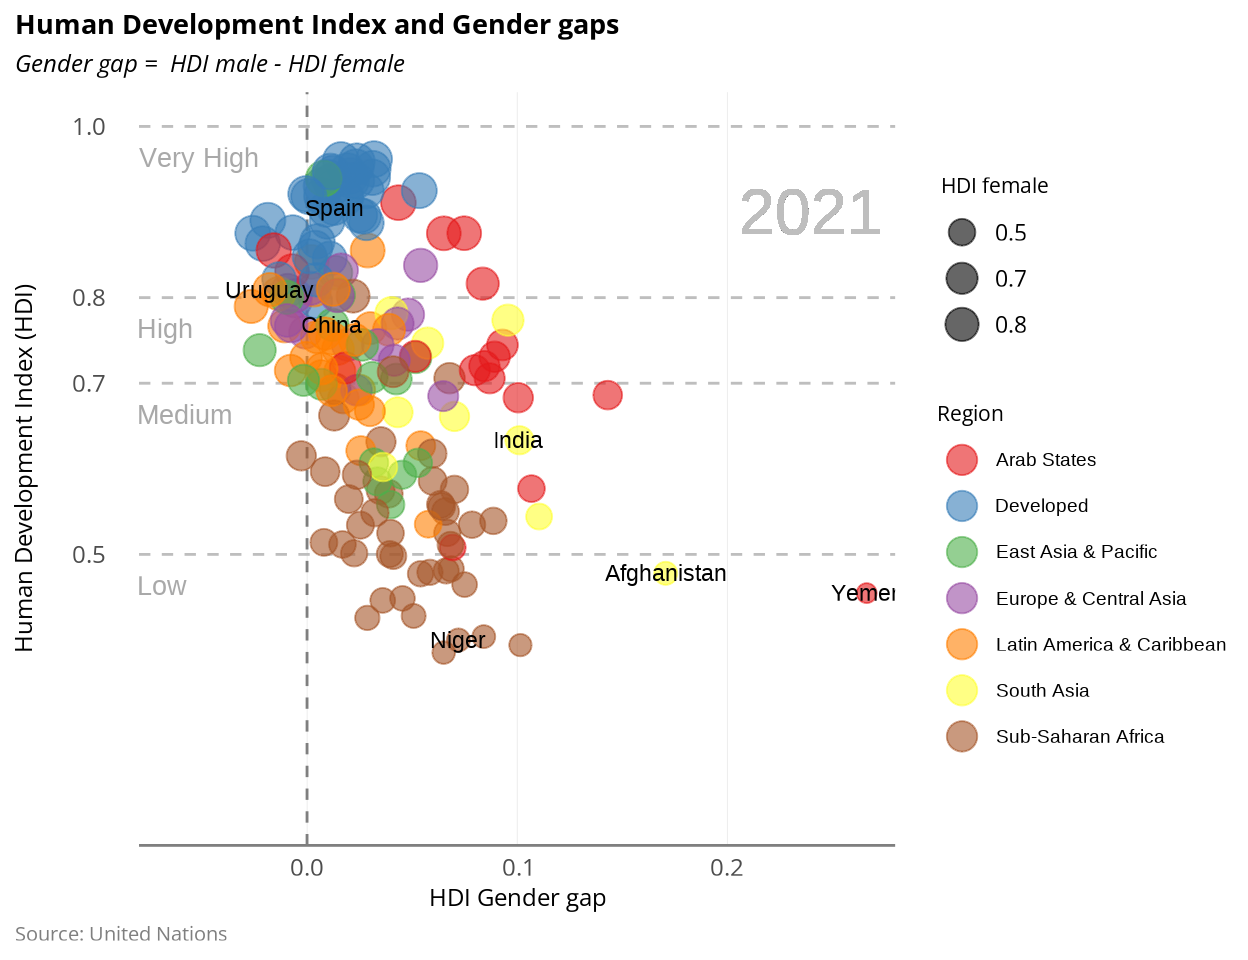 Human Development Index and Gender gaps
Gender gap = HDI male - HDI female
1.0
Very High
2021
Spain
Uruguay
0.8
China
High
0.7
Medium
India
0.5
Afghanistan
Low
Yemen
Niger
Human Development Index (HDI)
0.0 0.1 0.2
HDI Gender gap
Source: United Nations
HDI female
0.5
0.7
0.8
Region
Arab States
Developed
East Asia & Pacific
Europe & Central Asia
Latin America & Caribbean
South Asia
Sub-Saharan Africa